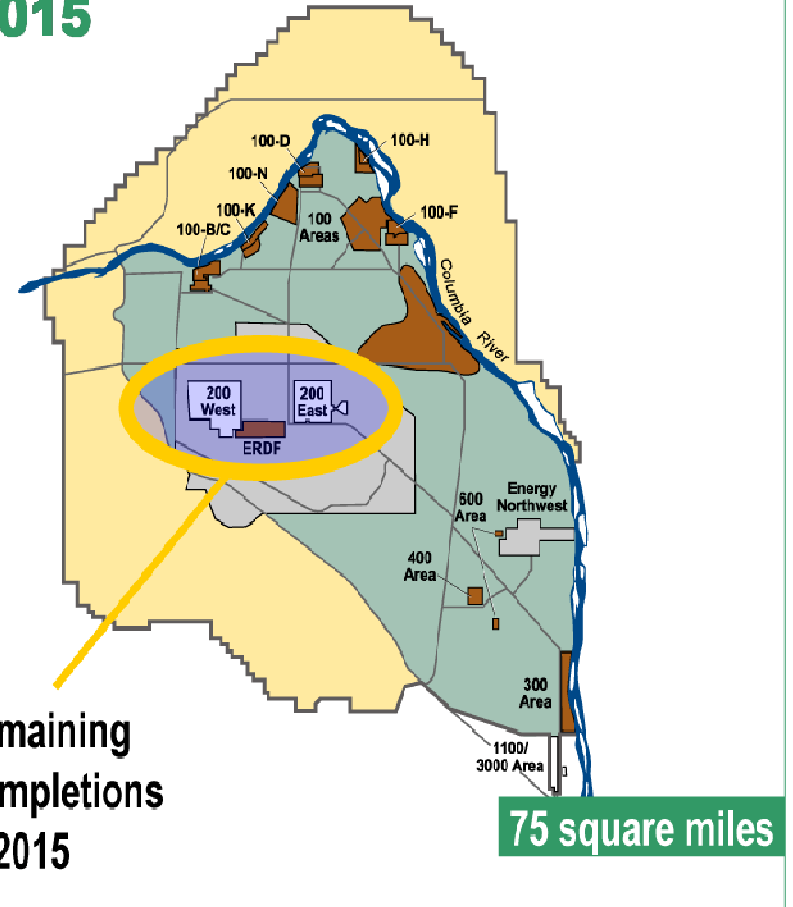 015
100-D
100-H
100-N
100-K
100-F
100-B/C
100
Areas
Columbia River
200
West
200
East
ERDF
Energy
Northwest
600
Area
400
Area
300
Area
1100/
3000 Area
maining
mpletions
2015
75 square miles